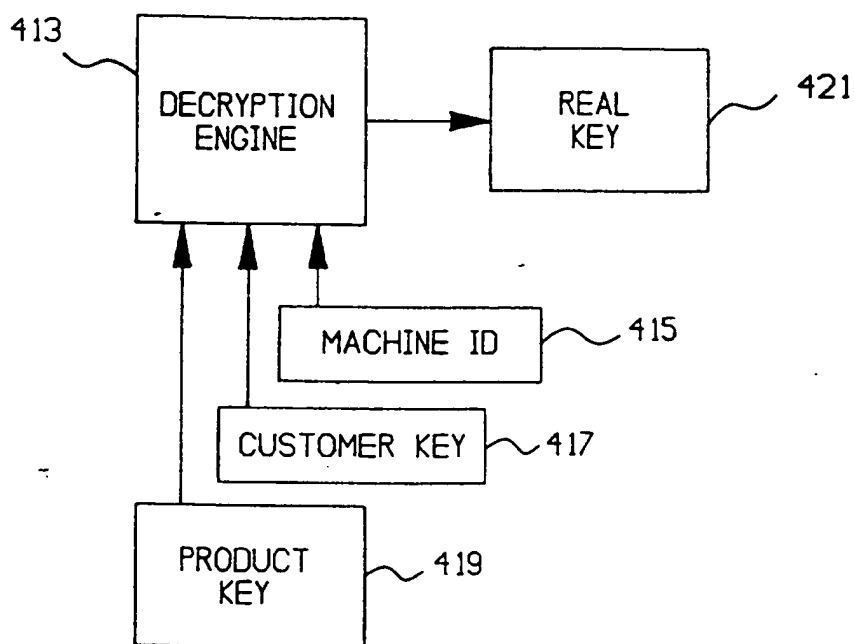 413
DECRYPTION
ENGINE
REAL
KEY
421
MACHINE ID
415
CUSTOMER KEY
417
PRODUCT
KEY
419